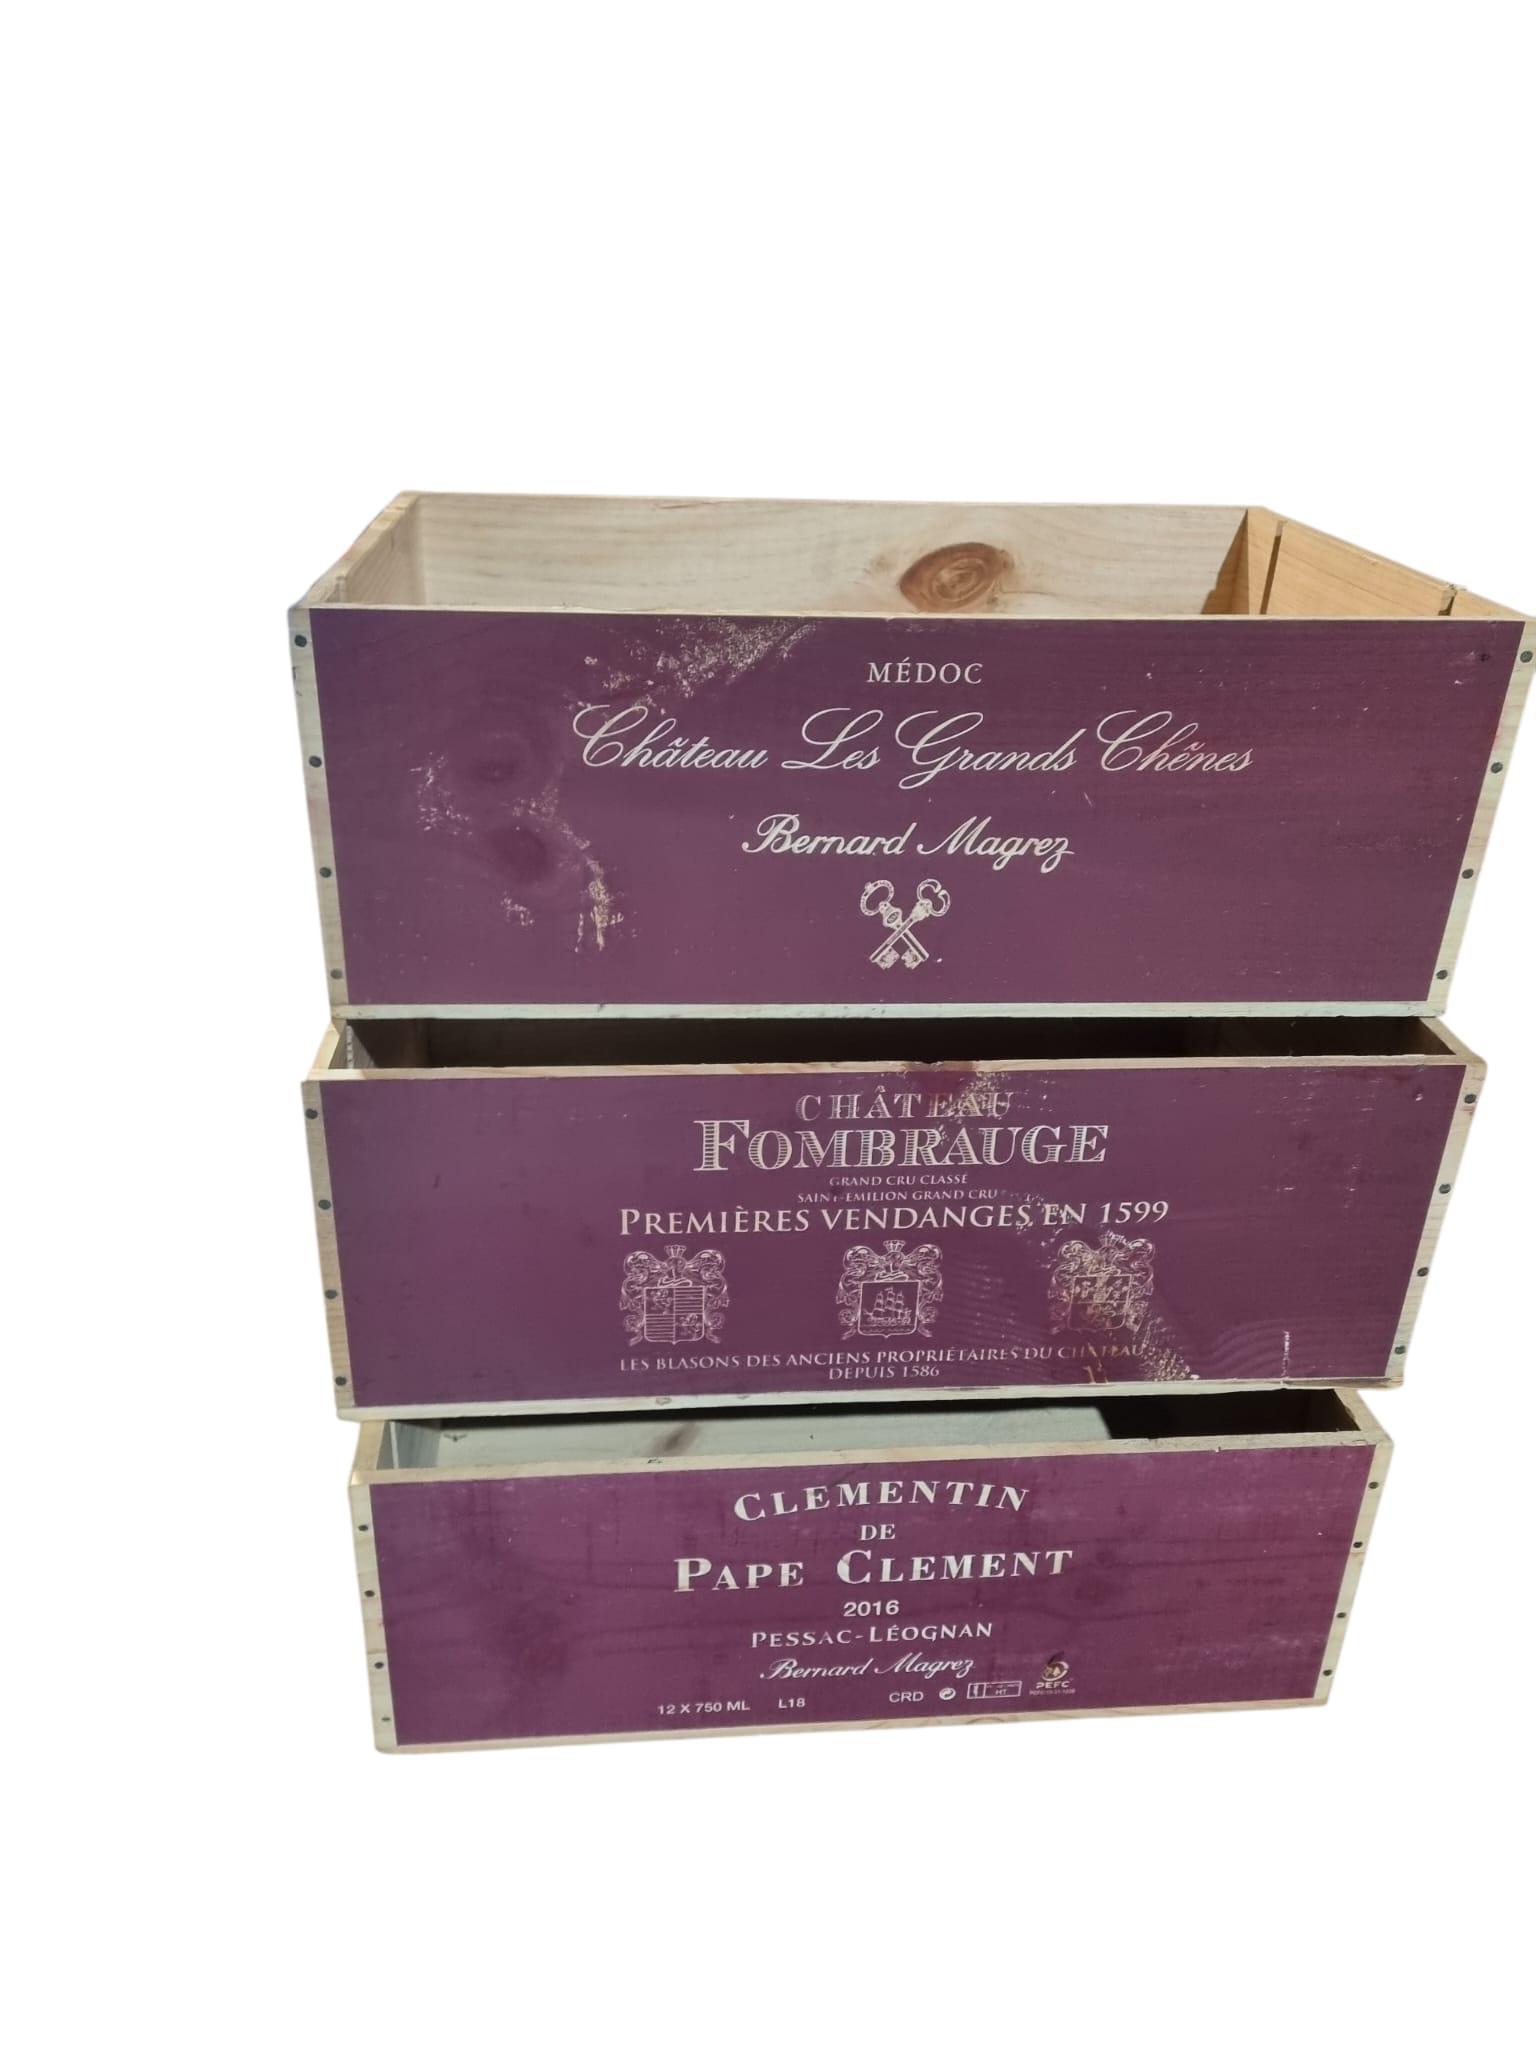 MÉDOC
Château Les Grands Chênes
Bernard Magrez
CHÂTEAU
FOMBRAUGE
GRAND CRU CLASSÉ
SAINT-EMILION GRAND CRU
PREMIÈRES VENDANGES EN 1599
LES BLASONS DES ANCIENS PROPRIÉTAIRES DU CHÂTEAU
DEPUIS 1586
CLEMENTIN
DE
PAPE CLEMENT
2016
PESSAC-LÉOGNAN
Bernard Magrez
12 X 750 ML L18 CRD HT PEFC